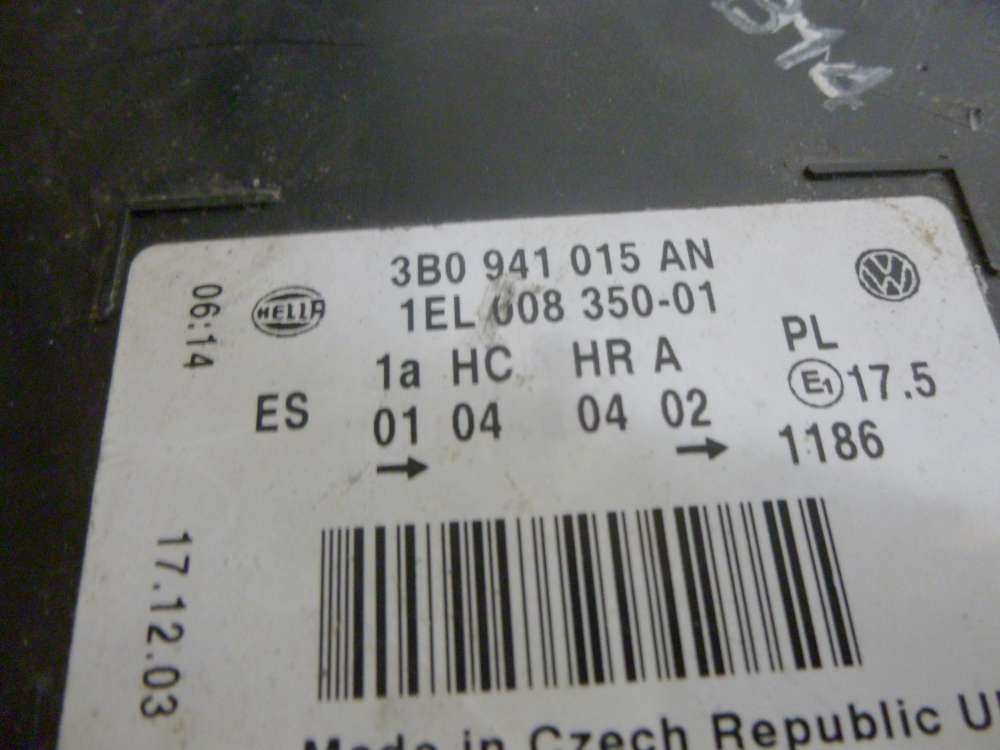 3B0 941 015 AN
HELLA
1EL 008 350-01
06:14
1a HC HR A PL
ES 01 04 04 02 E1 17.5
→ → 1186
17.12.03
Made in Czech Republic